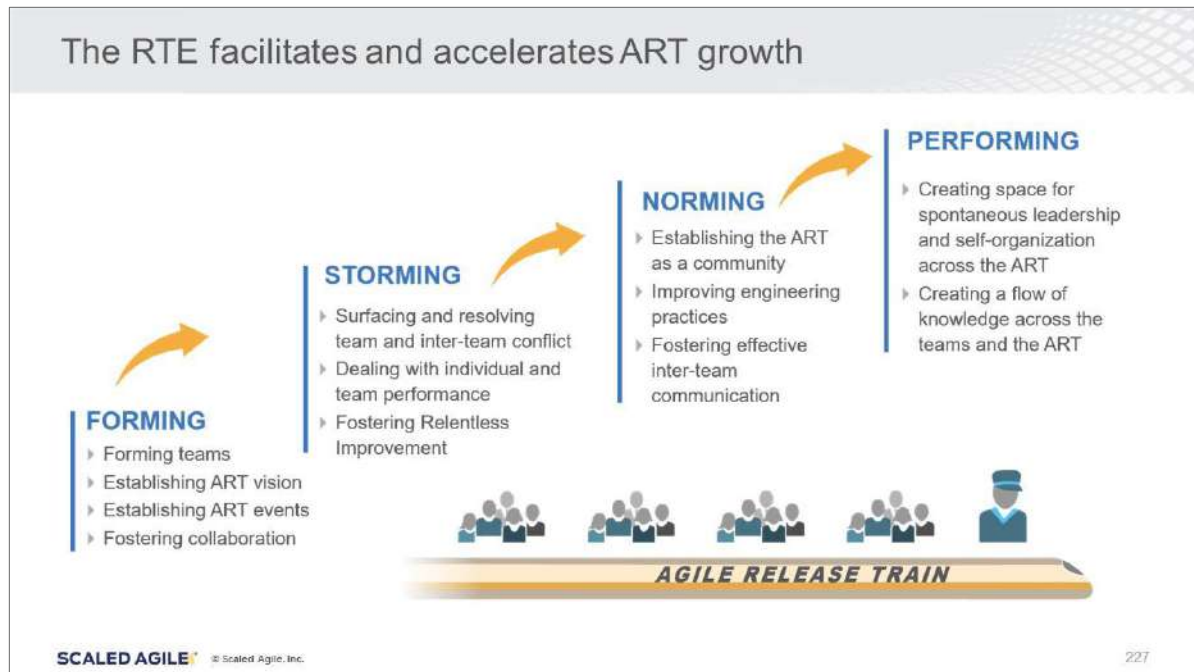 The RTE facilitates and accelerates ART growth
FORMING
Forming teams
Establishing ART vision
Establishing ART events
Fostering collaboration
STORMING
Surfacing and resolving
team and inter-team conflict
Dealing with individual and
team performance
Fostering Relentless
Improvement
NORMING
Establishing the ART
as a community
Improving engineering
practices
Fostering effective
inter-team
communication
PERFORMING
Creating space for
spontaneous leadership
and self-organization
across the ART
Creating a flow of
knowledge across the
teams and the ART
AGILE RELEASE TRAIN
SCALED AGILE © Scaled Agile, Inc.
227